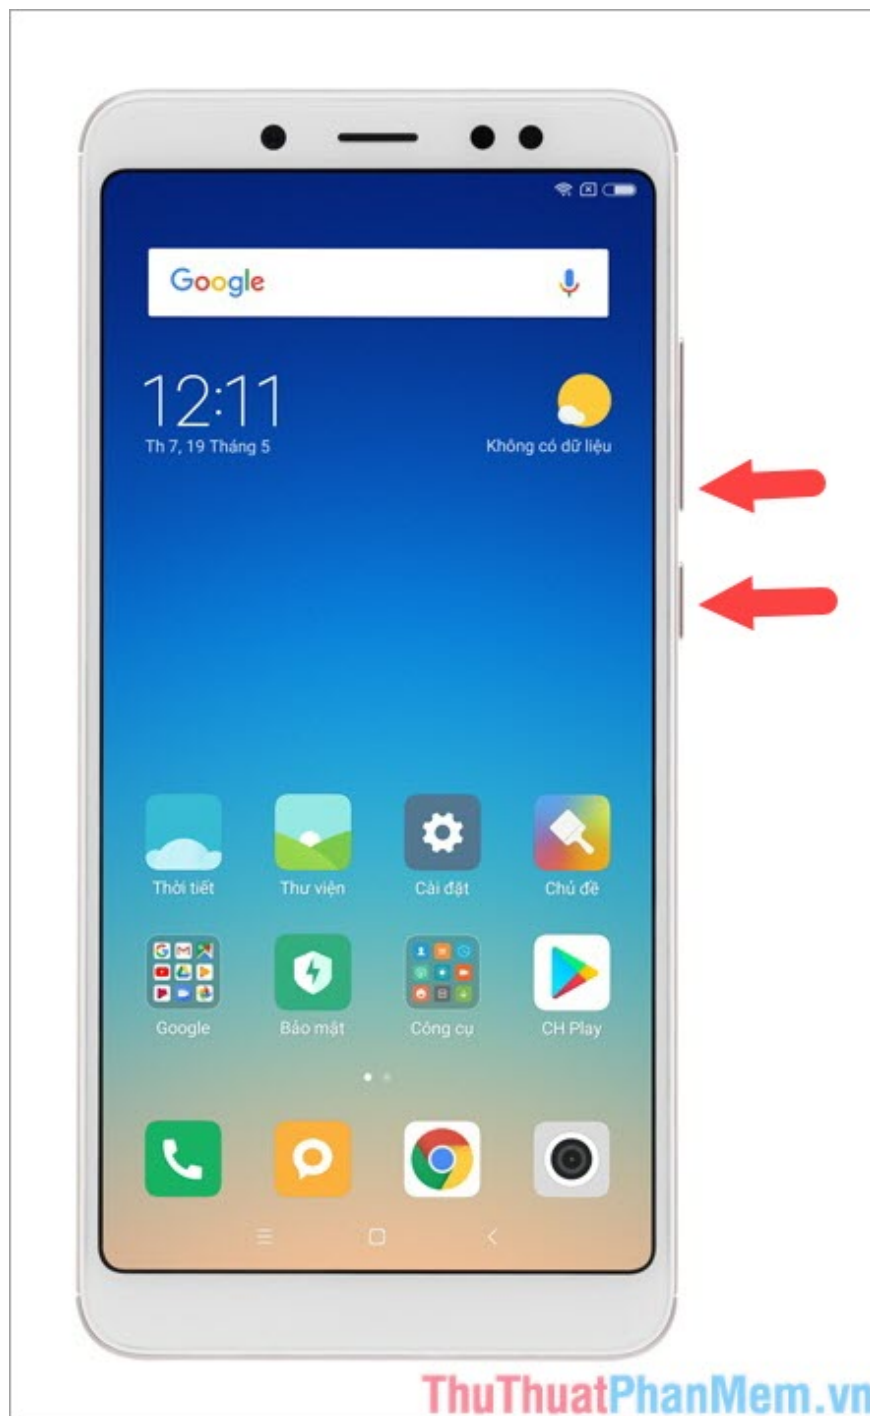 Google
12:11
Th 7, 19 Tháng 5
Không có dữ liệu
Thời tiết
Thư viện
Cài đặt
Chủ đề
Google
Bảo mật
Công cụ
CH Play
ThuThuatPhanMem.vn